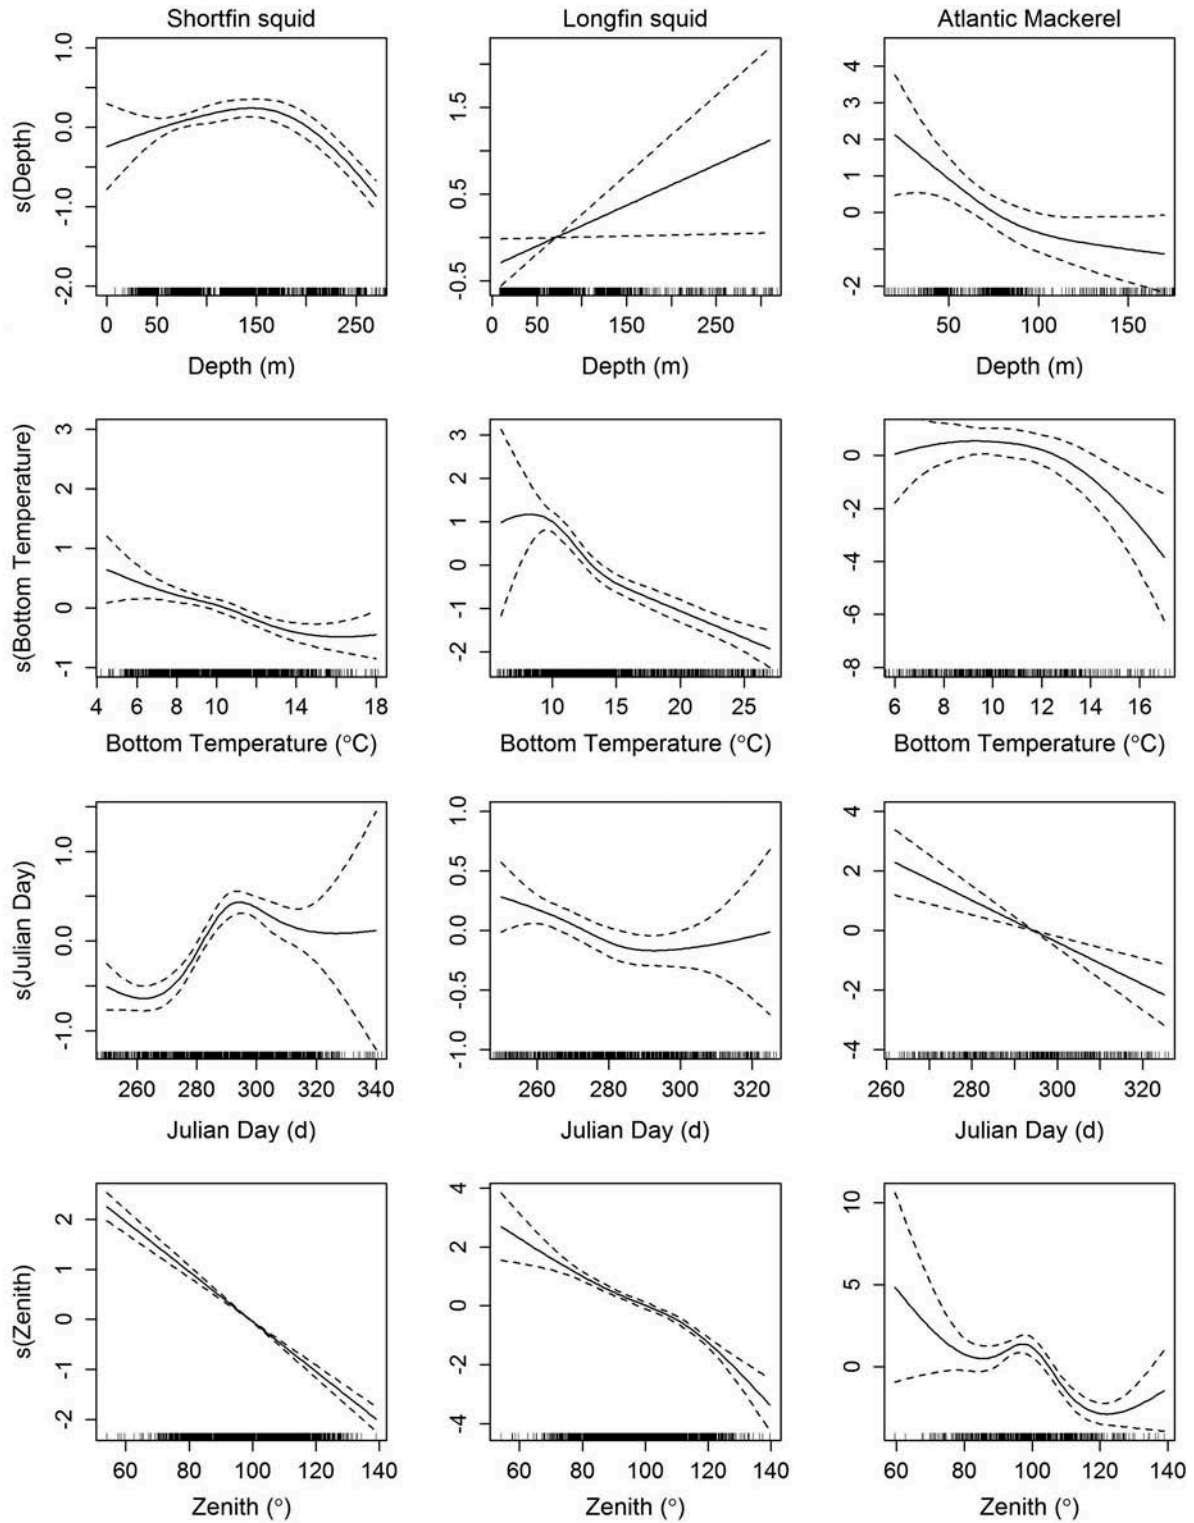 Shortfin squid Longfin squid Atlantic Mackerel
s(Depth)
1.0
0.0
-1.0
-2.0
0 50 150 250
Depth (m)
1.5
0.5
-0.5
0 50 150 250
Depth (m)
4
3
2
1
0
-2
50 100 150
Depth (m)
s(Bottom Temperature)
3
2
1
0
-1
4 6 8 10 14 18
Bottom Temperature (°C)
3
2
1
0
-1
-2
10 15 20 25
Bottom Temperature (°C)
0
-2
-4
-6
-8
6 8 10 12 16
Bottom Temperature (°C)
s(Julian Day)
1.0
0.0
-1.0
260 280 300 320 340
Julian Day (d)
1.0
0.5
0.0
-0.5
-1.0
260 280 300 320
Julian Day (d)
4
2
0
-2
-4
260 280 300 320
Julian Day (d)
s(Zenith)
2
1
0
-1
-2
60 80 100 120 140
Zenith (°)
4
2
0
-2
-4
60 80 100 120 140
Zenith (°)
10
5
0
60 80 100 120 140
Zenith (°)